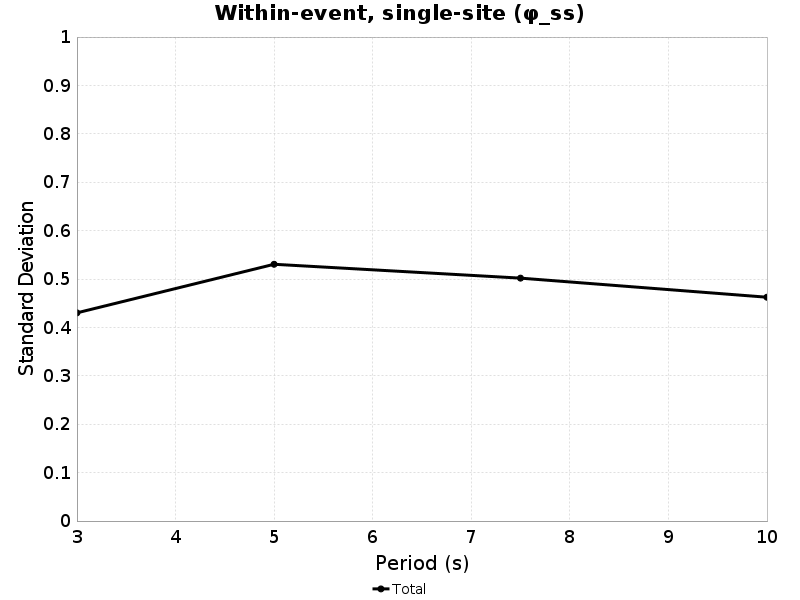 Within-event, single-site (φ_ss)
1
0.9
0.8
0.7
0.6
0.5
0.4
0.3
0.2
0.1
0
Standard Deviation
3 4 5 6 7 8 9 10
Period (s)
Total